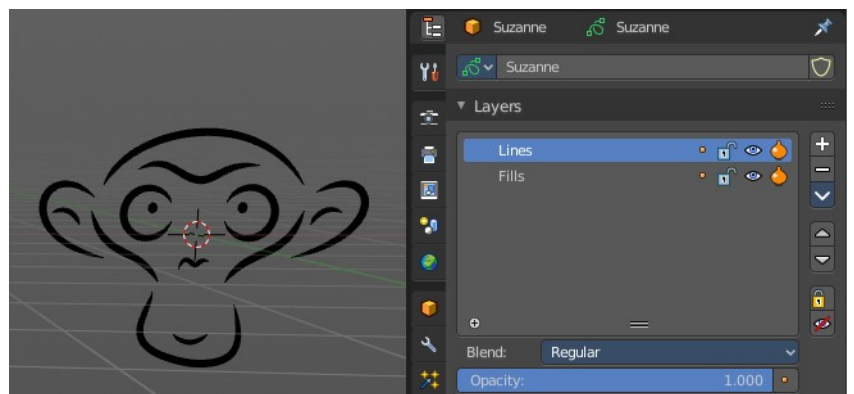 Suzanne Suzanne
Suzanne
Layers
Lines
Fills
Blend: Regular
Opacity: 1.000